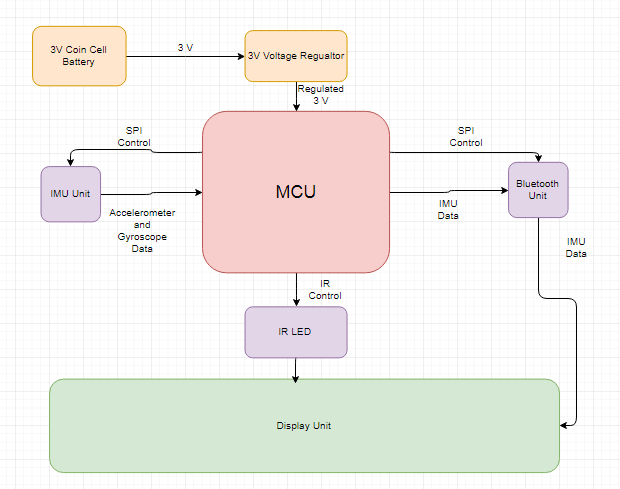 3V Coin Cell
Battery
3 V
3V Voltage Regualtor
Regulated
3 V
SPI
Control
SPI
Control
MCU
IMU Unit
Bluetooth
Unit
Accelerometer
and
Gyroscope
Data
IMU
Data
IMU
Data
IR
Control
IR LED
Display Unit